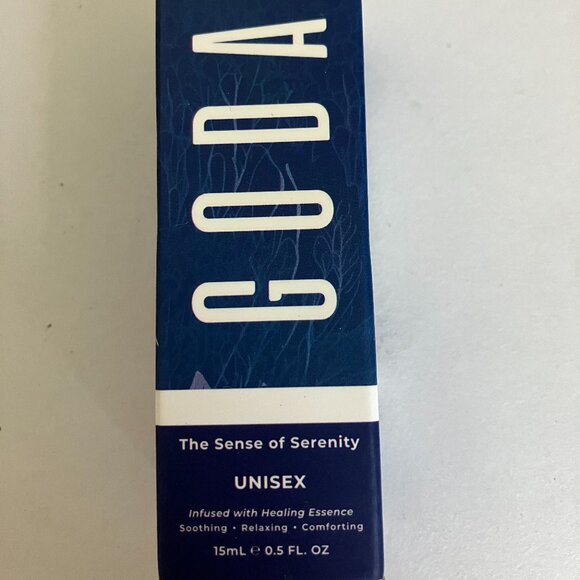 GODA
The Sense of Serenity
UNISEX
Infused with Healing Essence
Soothing • Relaxing • Comforting
15mL ℮ 0.5 FL. OZ